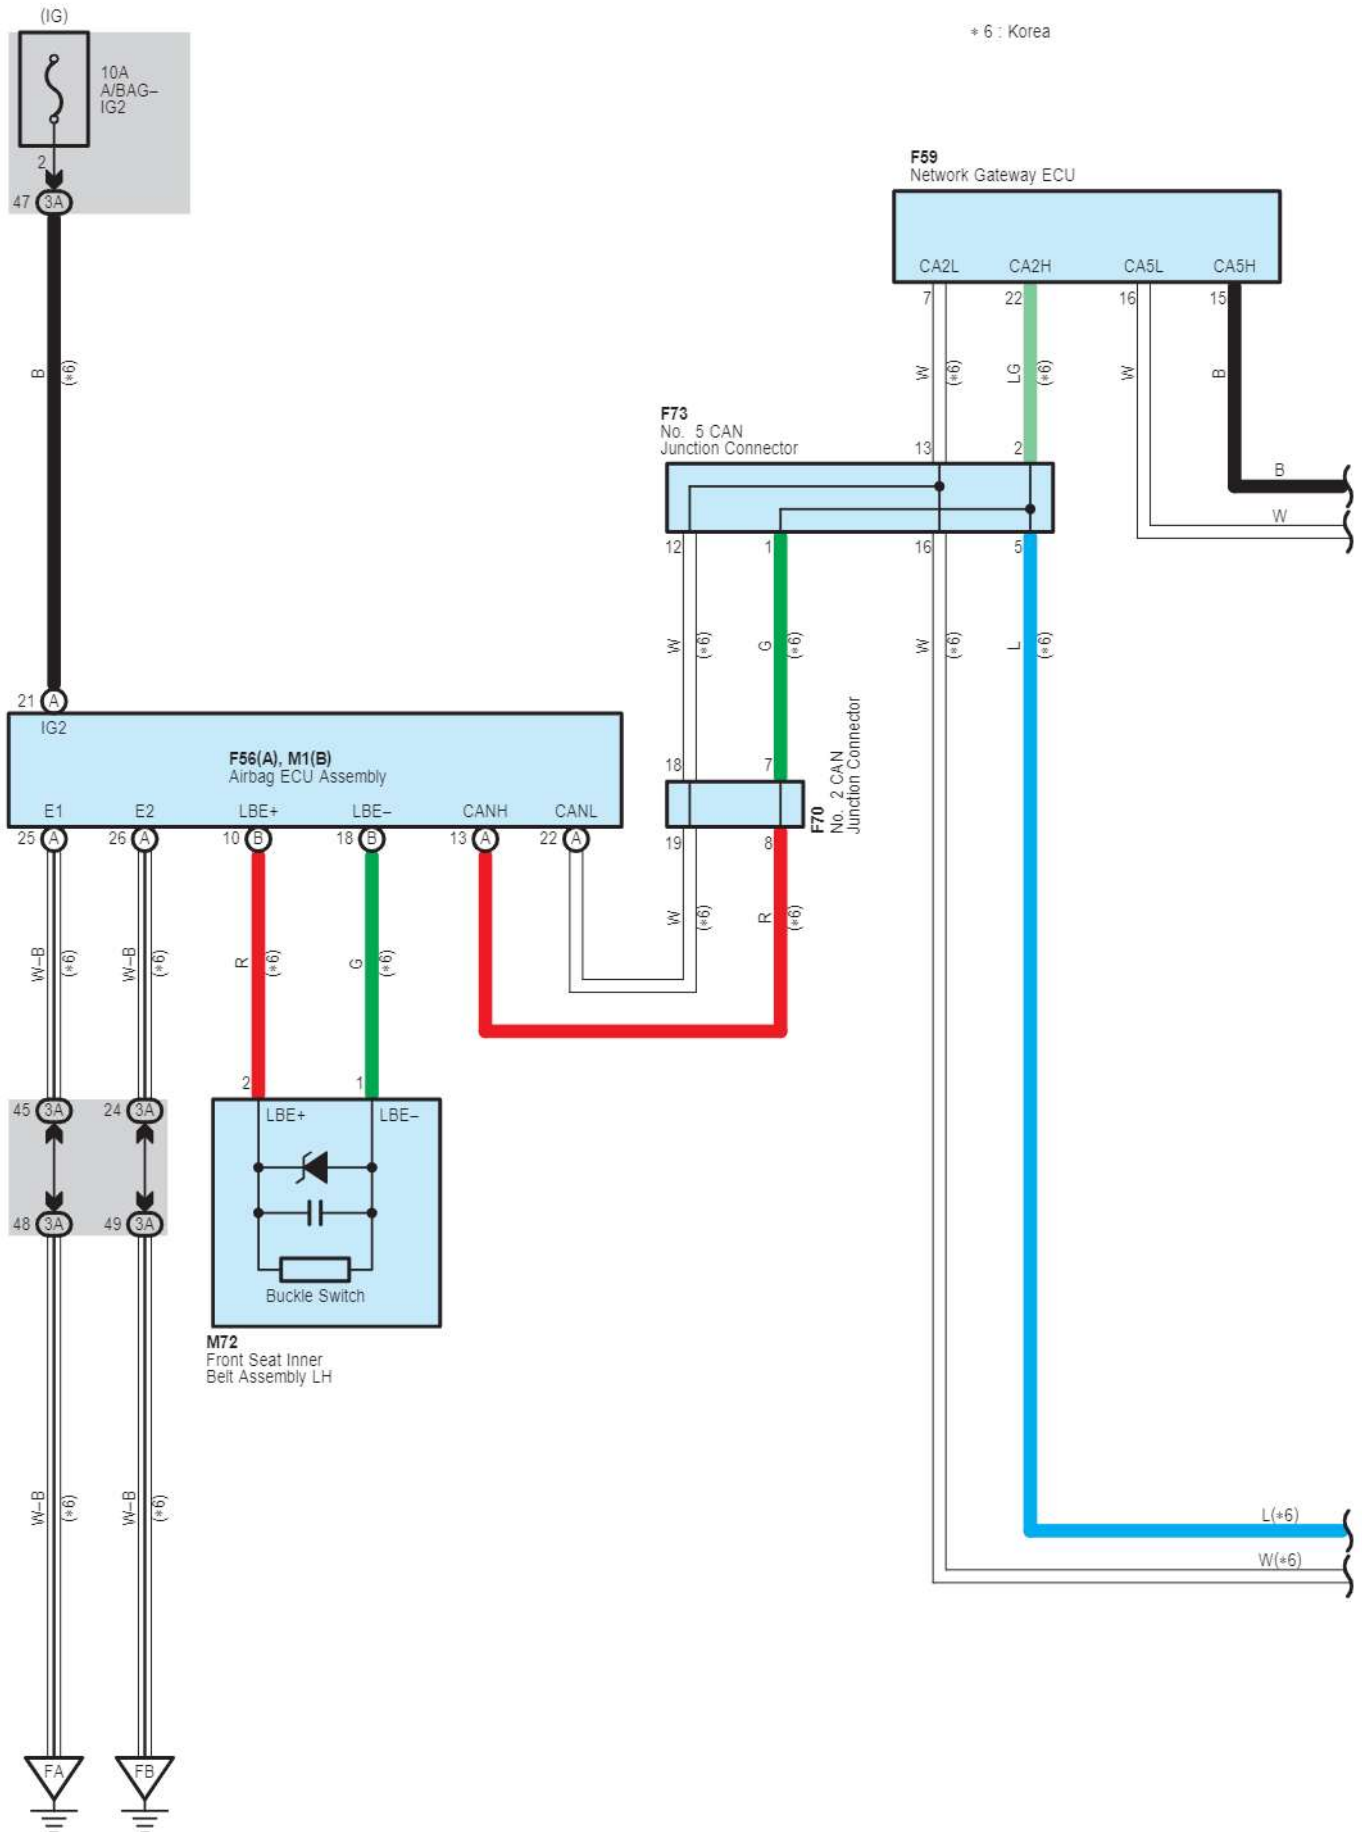 (IG)
∗ 6 : Korea
10A
A/BAG–
IG2
2
47 3A
F59
Network Gateway ECU
CA2L CA2H CA5L CA5H
7 22 16 15
B (∗6)
W (∗6) LG (∗6) W B
F73
No. 5 CAN
Junction Connector
13 2
B
W
12 1 16 5
W (∗6) G (∗6) W (∗6) L (∗6)
21 A
IG2
F56(A), M1(B)
Airbag ECU Assembly
E1 E2 LBE+ LBE– CANH CANL
25 A 26 A 10 B 18 B 13 A 22 A
18 7
F70
No. 2 CAN
Junction Connector
19 8
W (∗6) R (∗6)
W–B (∗6) W–B (∗6) R (∗6) G (∗6)
2 1
45 3A 24 3A
LBE+ LBE–
48 3A 49 3A
Buckle Switch
M72
Front Seat Inner
Belt Assembly LH
W–B (∗6) W–B (∗6)
L(∗6)
W(∗6)
FA FB